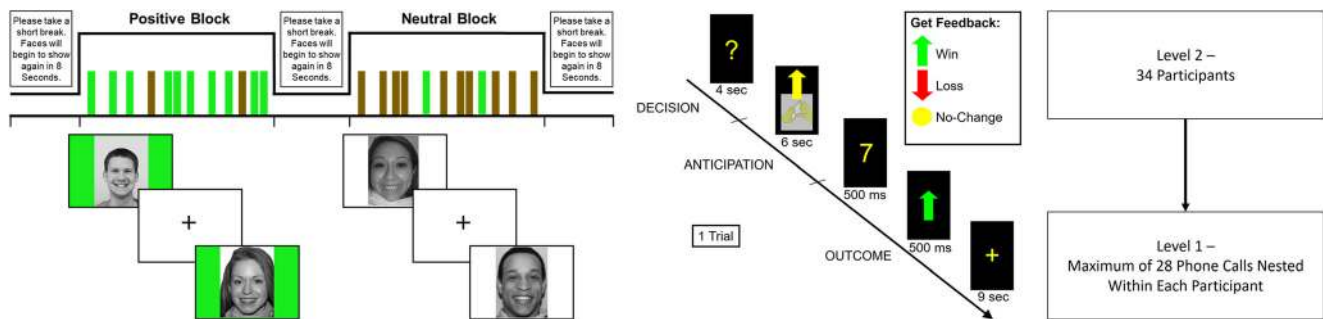 Please take a
short break.
Faces will
begin to show
again in 8
Seconds.
Positive Block
Please take a
short break.
Faces will
begin to show
again in 8
Seconds.
Neutral Block
Please take a
short break.
Faces will
begin to show
again in 8
Seconds.
+
+
?
4 sec
DECISION
6 sec
ANTICIPATION
7
500 ms
1 Trial
OUTCOME
500 ms
+
9 sec
Get Feedback:
Win
Loss
No-Change
Level 2 –
34 Participants
Level 1 –
Maximum of 28 Phone Calls Nested
Within Each Participant